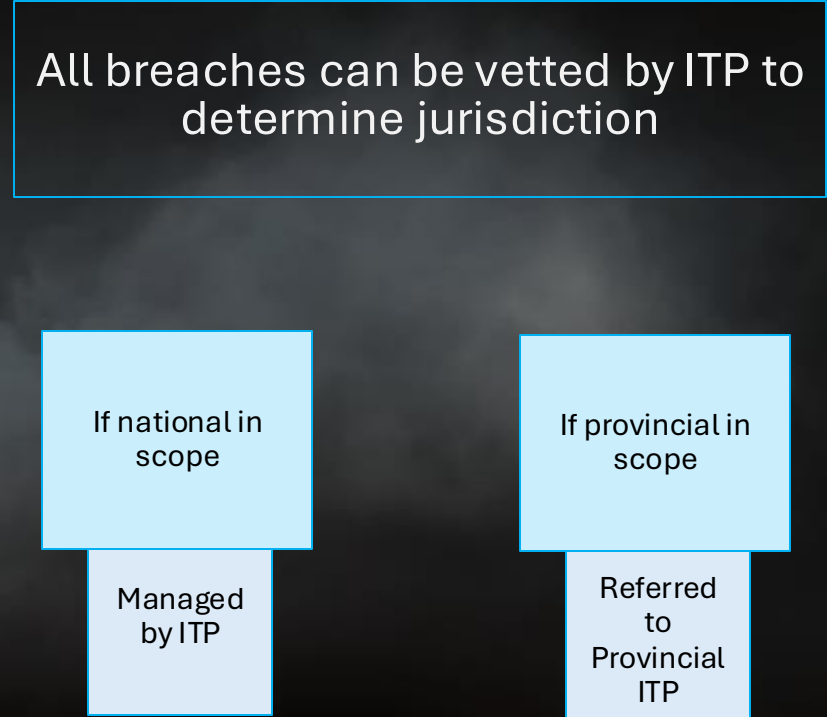 All breaches can be vetted by ITP to
determine jurisdiction
If national in
scope
Managed
by ITP
If provincial in
scope
Referred
to
Provincial
ITP